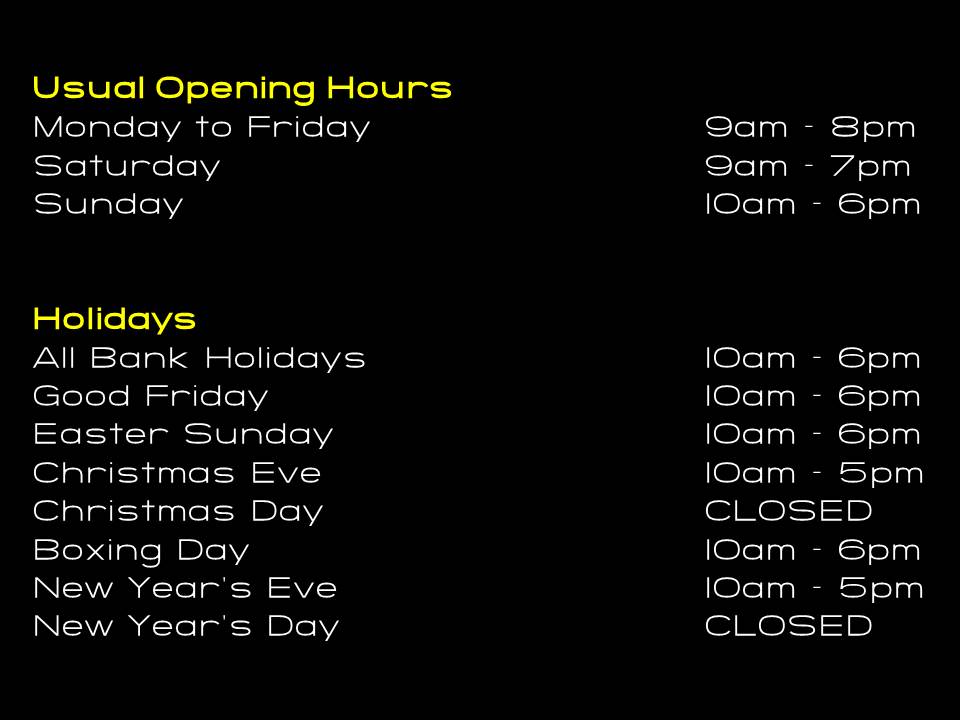 Usual Opening Hours
Monday to Friday 9am - 8pm
Saturday 9am - 7pm
Sunday 10am - 6pm
Holidays
All Bank Holidays 10am - 6pm
Good Friday 10am - 6pm
Easter Sunday 10am - 6pm
Christmas Eve 10am - 5pm
Christmas Day CLOSED
Boxing Day 10am - 6pm
New Year's Eve 10am - 5pm
New Year's Day CLOSED